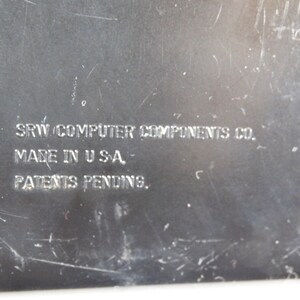 SRW COMPUTER COMPONENTS CO.
MADE IN U S A.
PATENTS PENDING.